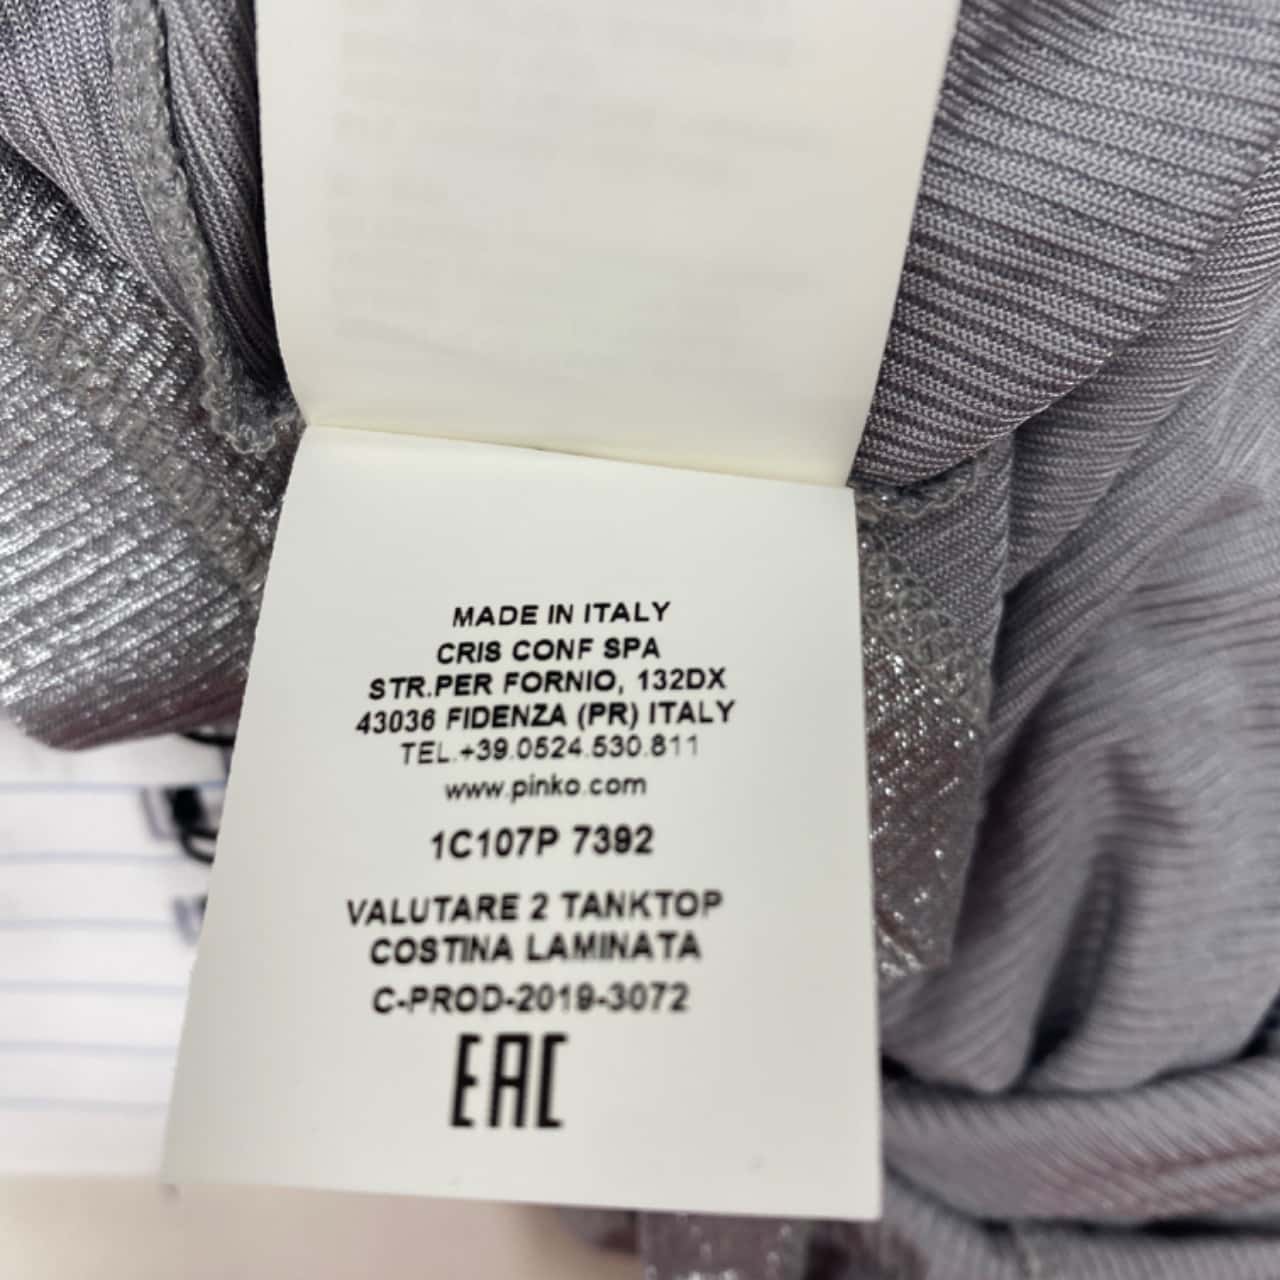 MADE IN ITALY
CRIS CONF SPA
STR.PER FORNIO, 132DX
43036 FIDENZA (PR) ITALY
TEL.+39.0524.530.811
www.pinko.com
1C107P 7392
VALUTARE 2 TANKTOP
COSTINA LAMINATA
C-PROD-2019-3072
EAC